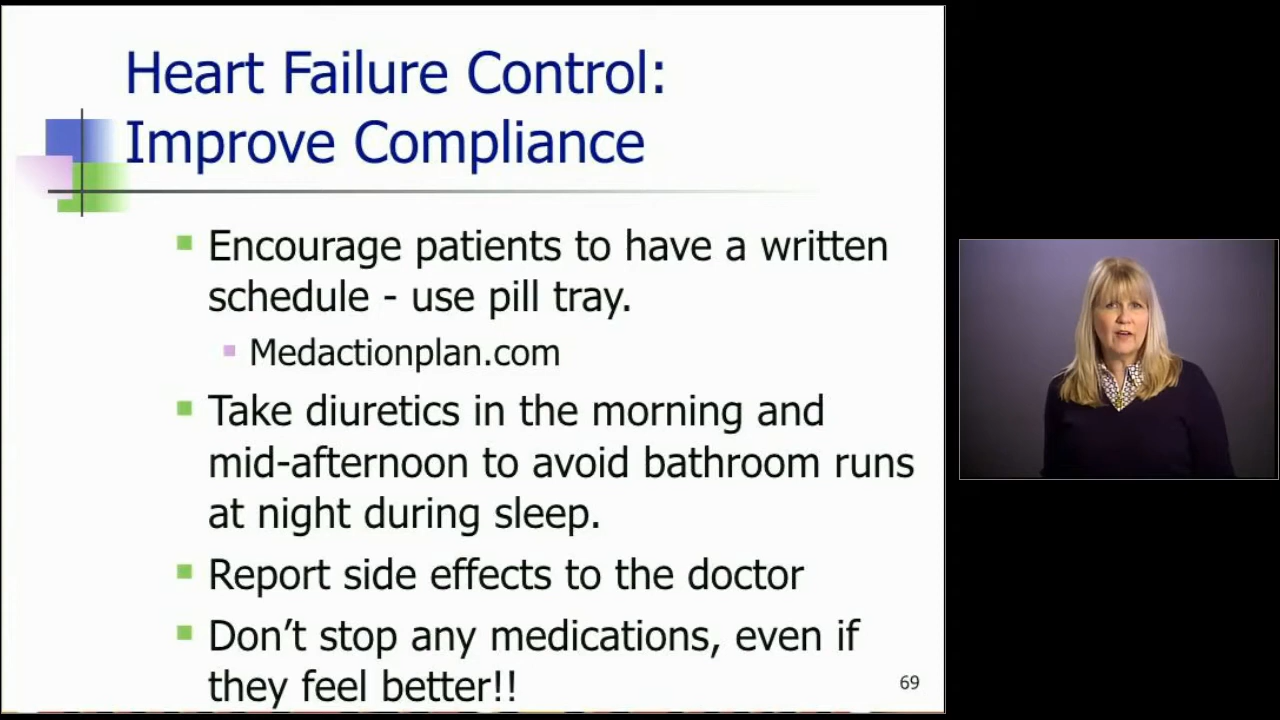 Heart Failure Control:
Improve Compliance
Encourage patients to have a written
schedule - use pill tray.
Medactionplan.com
Take diuretics in the morning and
mid-afternoon to avoid bathroom runs
at night during sleep.
Report side effects to the doctor
Don’t stop any medications, even if
they feel better!!
69